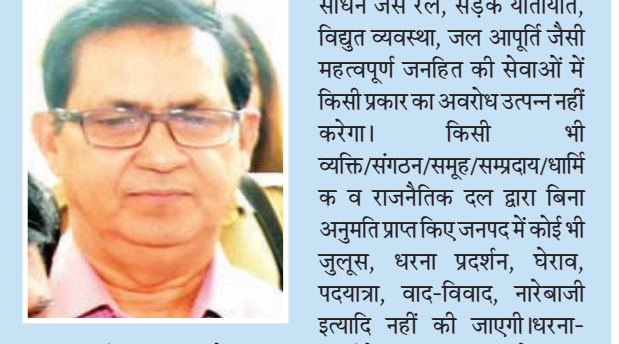 साधन जैसे रेल, सड़क यातायात,
विद्युत व्यवस्था, जल आपूर्ति जैसी
महत्वपूर्ण जनहित की सेवाओं में
किसी प्रकार का अवरोध उत्पन्न नहीं
करेगा। किसी भी
व्यक्ति/संगठन/समूह/सम्प्रदाय/धार्मि
क व राजनैतिक दल द्वारा बिना
अनुमति प्राप्त किए जनपद में कोई भी
जुलूस, धरना प्रदर्शन, घेराव,
पदयात्रा, वाद-विवाद, नारेबाजी
इत्यादि नहीं की जाएगी।धरना-